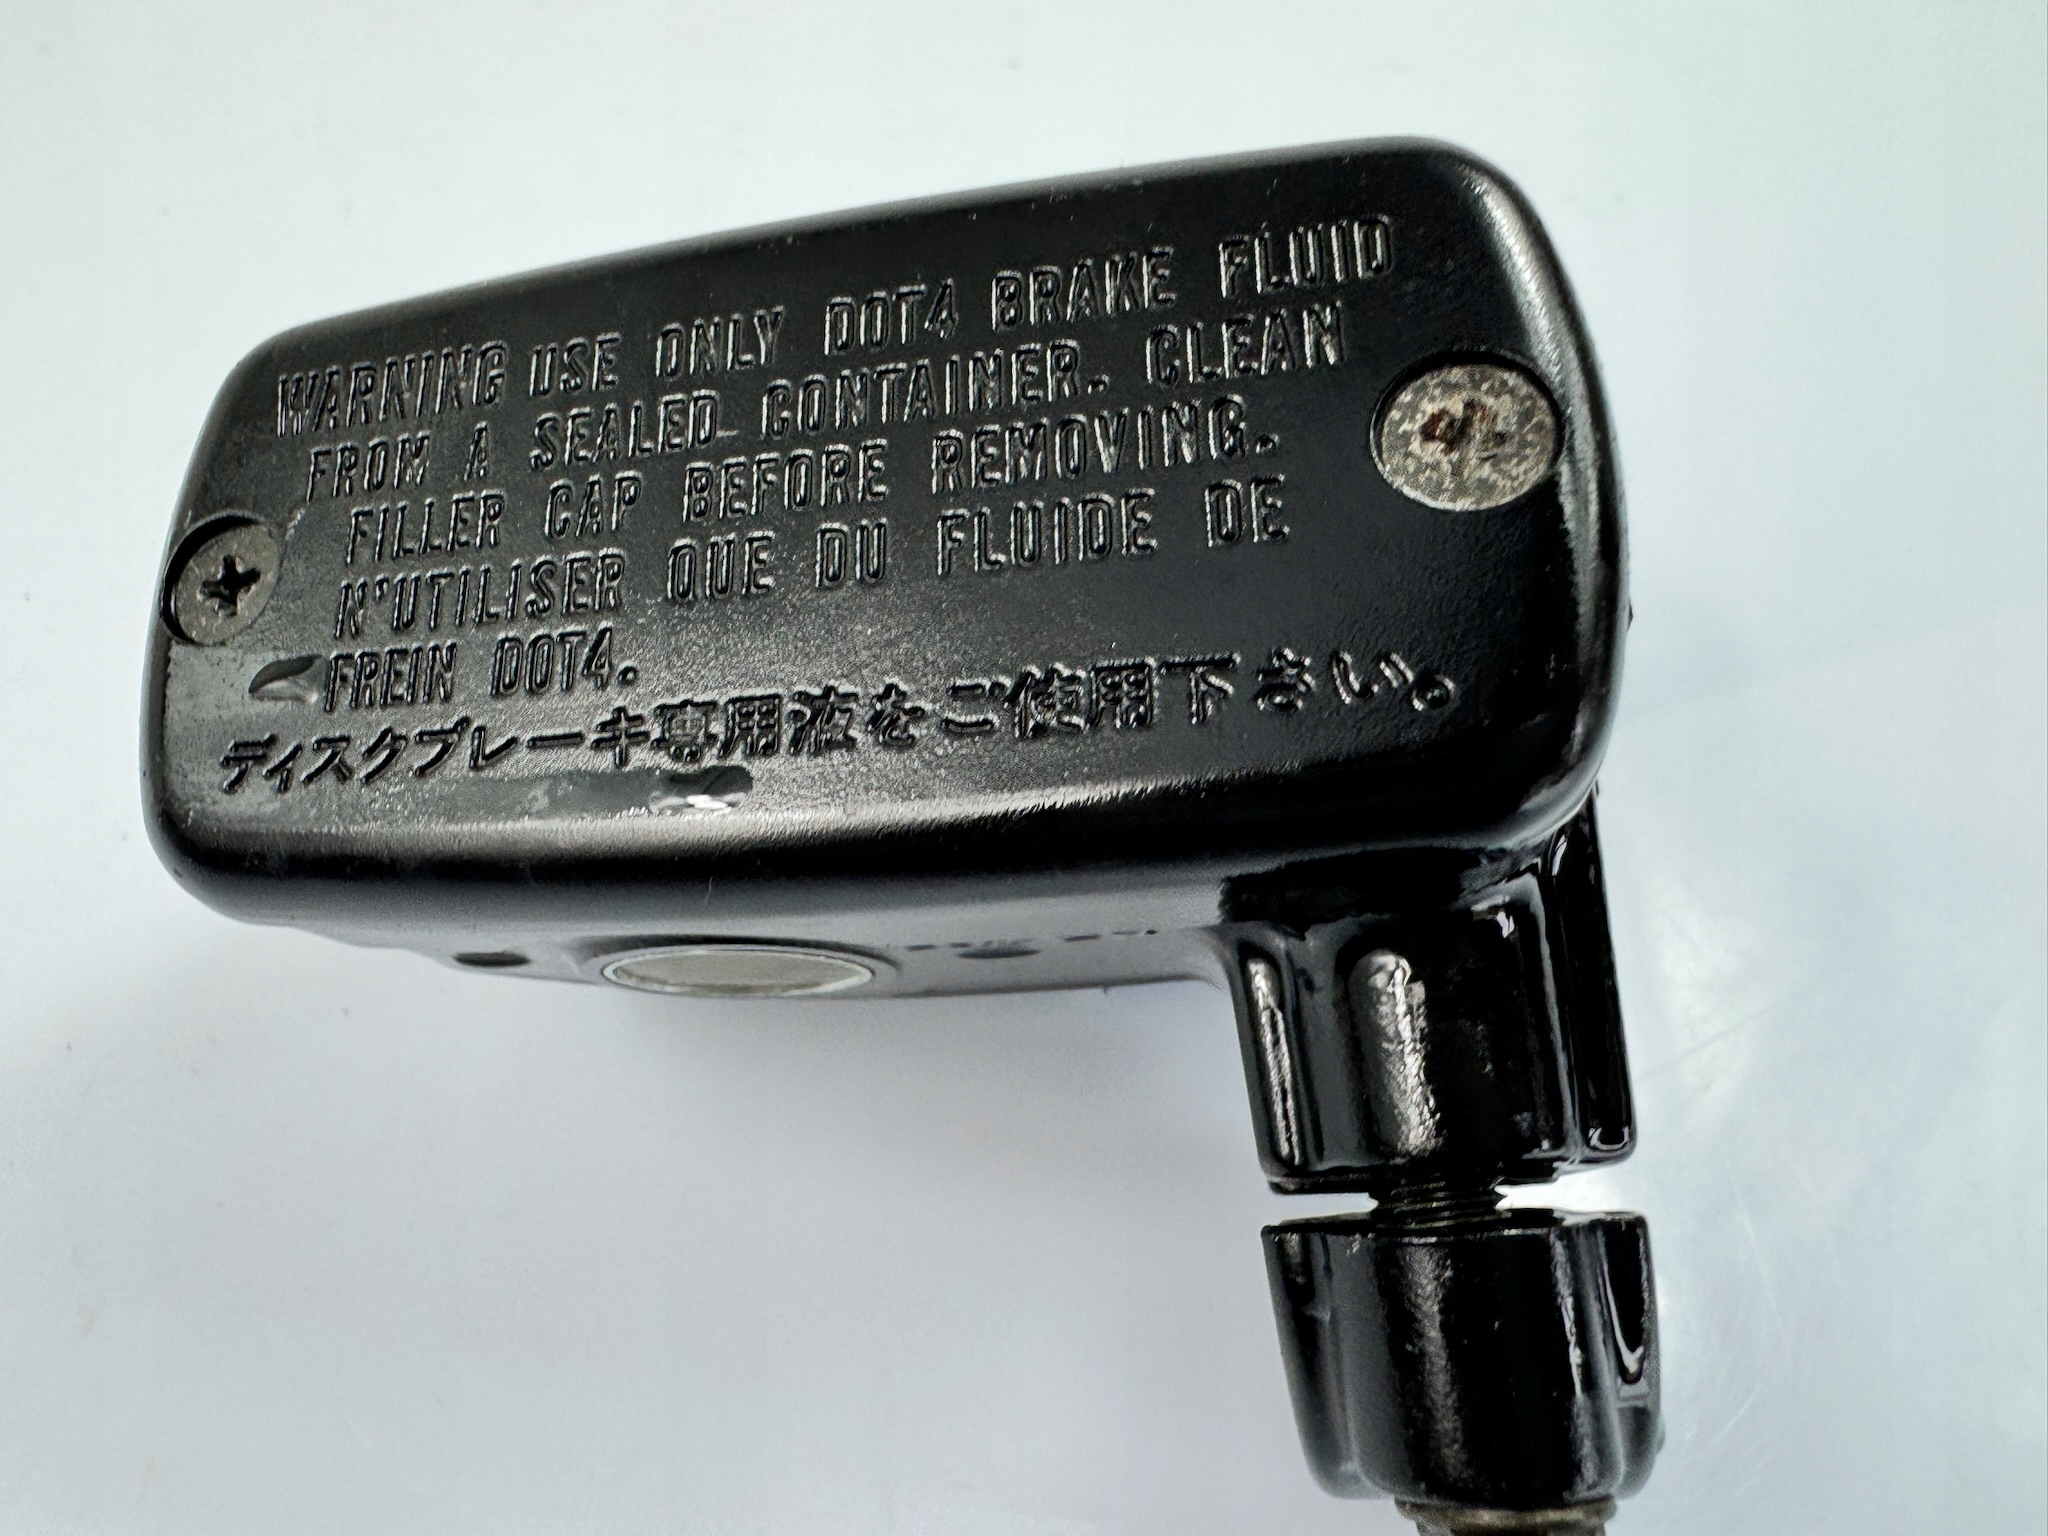 WARNING USE ONLY DOT4 BRAKE FLUID
FROM A SEALED CONTAINER. CLEAN
FILLER CAP BEFORE REMOVING.
N'UTILISER QUE DU FLUIDE DE
FREIN DOT4.
ディスクブレーキ専用液をご使用下さい。